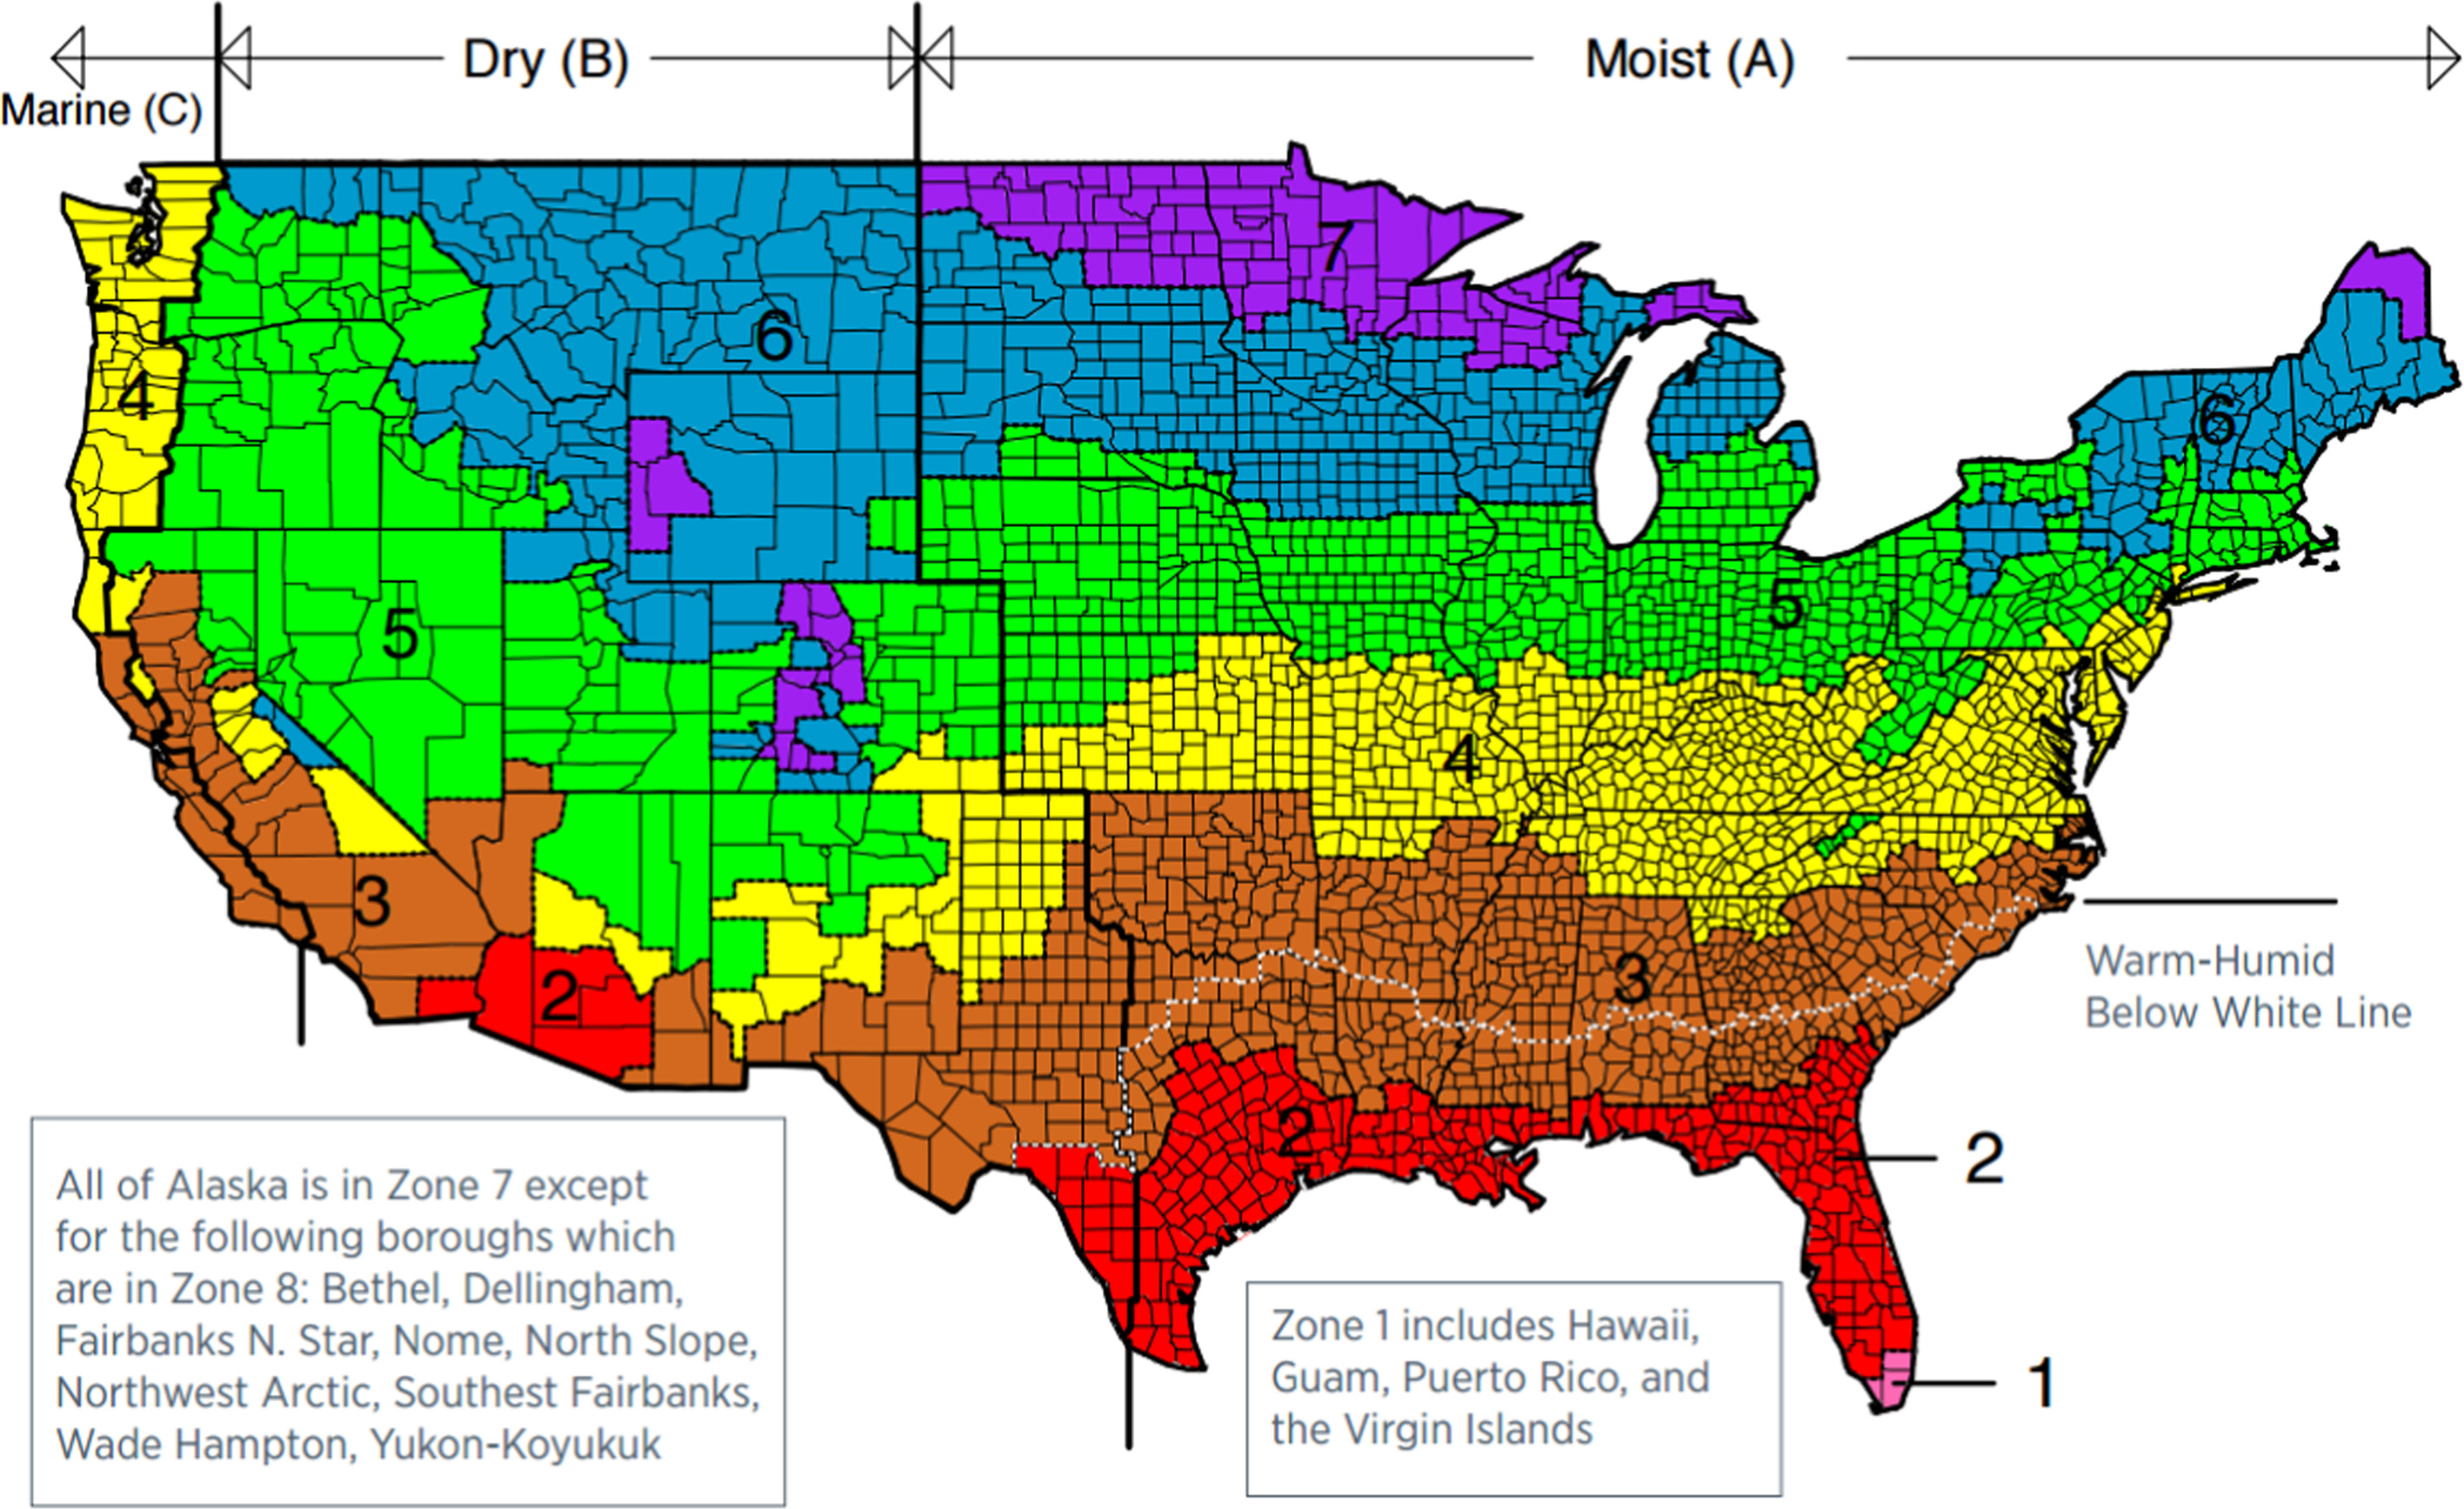 Dry (B)
Moist (A)
Marine (C)
7
6
4
6
5
5
4
3
3
2
2
Warm-Humid
Below White Line
2
1
All of Alaska is in Zone 7 except
for the following boroughs which
are in Zone 8: Bethel, Dellingham,
Fairbanks N. Star, Nome, North Slope,
Northwest Arctic, Southest Fairbanks,
Wade Hampton, Yukon-Koyukuk
Zone 1 includes Hawaii,
Guam, Puerto Rico, and
the Virgin Islands